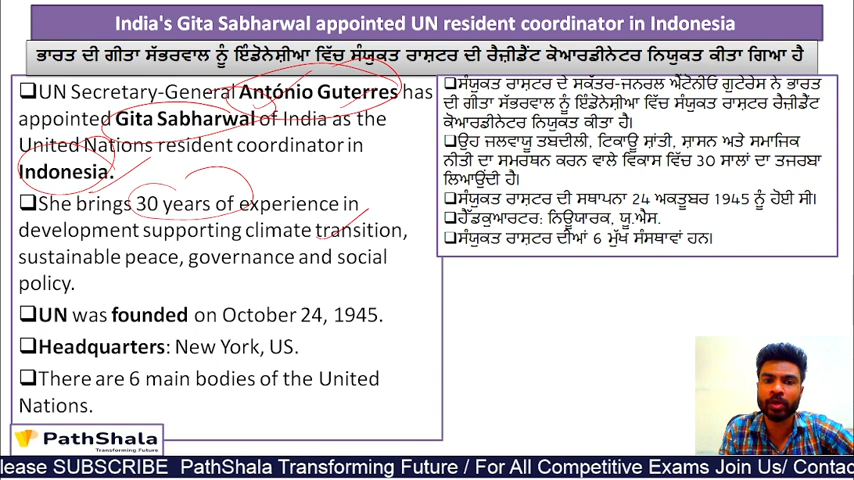 India's Gita Sabharwal appointed UN resident coordinator in Indonesia
ਭਾਰਤ ਦੀ ਗੀਤਾ ਸੱਭਰਵਾਲ ਨੂੰ ਇੰਡੋਨੇਸ਼ੀਆ ਵਿੱਚ ਸੰਯੁਕਤ ਰਾਸ਼ਟਰ ਦੀ ਰੈਜ਼ੀਡੈਂਟ ਕੋਆਰਡੀਨੇਟਰ ਨਿਯੁਕਤ ਕੀਤਾ ਗਿਆ ਹੈ
❑UN Secretary-General António Guterres has
appointed Gita Sabharwal of India as the
United Nations resident coordinator in
Indonesia.
❑She brings 30 years of experience in
development supporting climate transition,
sustainable peace, governance and social
policy.
❑UN was founded on October 24, 1945.
❑Headquarters: New York, US.
❑There are 6 main bodies of the United
Nations.
❑ਸੰਯੁਕਤ ਰਾਸ਼ਟਰ ਦੇ ਸਕੱਤਰ-ਜਨਰਲ ਐਂਟੋਨੀਓ ਗੁਟੇਰੇਸ ਨੇ ਭਾਰਤ
ਦੀ ਗੀਤਾ ਸੱਭਰਵਾਲ ਨੂੰ ਇੰਡੋਨੇਸ਼ੀਆ ਵਿੱਚ ਸੰਯੁਕਤ ਰਾਸ਼ਟਰ ਰੈਜ਼ੀਡੈਂਟ
ਕੋਆਰਡੀਨੇਟਰ ਨਿਯੁਕਤ ਕੀਤਾ ਹੈ।
❑ਉਹ ਜਲਵਾਯੂ ਤਬਦੀਲੀ, ਟਿਕਾਊ ਸ਼ਾਂਤੀ, ਸ਼ਾਸਨ ਅਤੇ ਸਮਾਜਿਕ
ਨੀਤੀ ਦਾ ਸਮਰਥਨ ਕਰਨ ਵਾਲੇ ਵਿਕਾਸ ਵਿੱਚ 30 ਸਾਲਾਂ ਦਾ ਤਜਰਬਾ
ਲਿਆਉਂਦੀ ਹੈ।
❑ਸੰਯੁਕਤ ਰਾਸ਼ਟਰ ਦੀ ਸਥਾਪਨਾ 24 ਅਕਤੂਬਰ 1945 ਨੂੰ ਹੋਈ ਸੀ।
❑ਹੈੱਡਕੁਆਰਟਰ: ਨਿਊਯਾਰਕ, ਯੂ.ਐਸ.
❑ਸੰਯੁਕਤ ਰਾਸ਼ਟਰ ਦੀਆਂ 6 ਮੁੱਖ ਸੰਸਥਾਵਾਂ ਹਨ।
PathShala
Transforming Future
lease SUBSCRIBE PathShala Transforming Future / For All Competitive Exams Join Us/ Contac